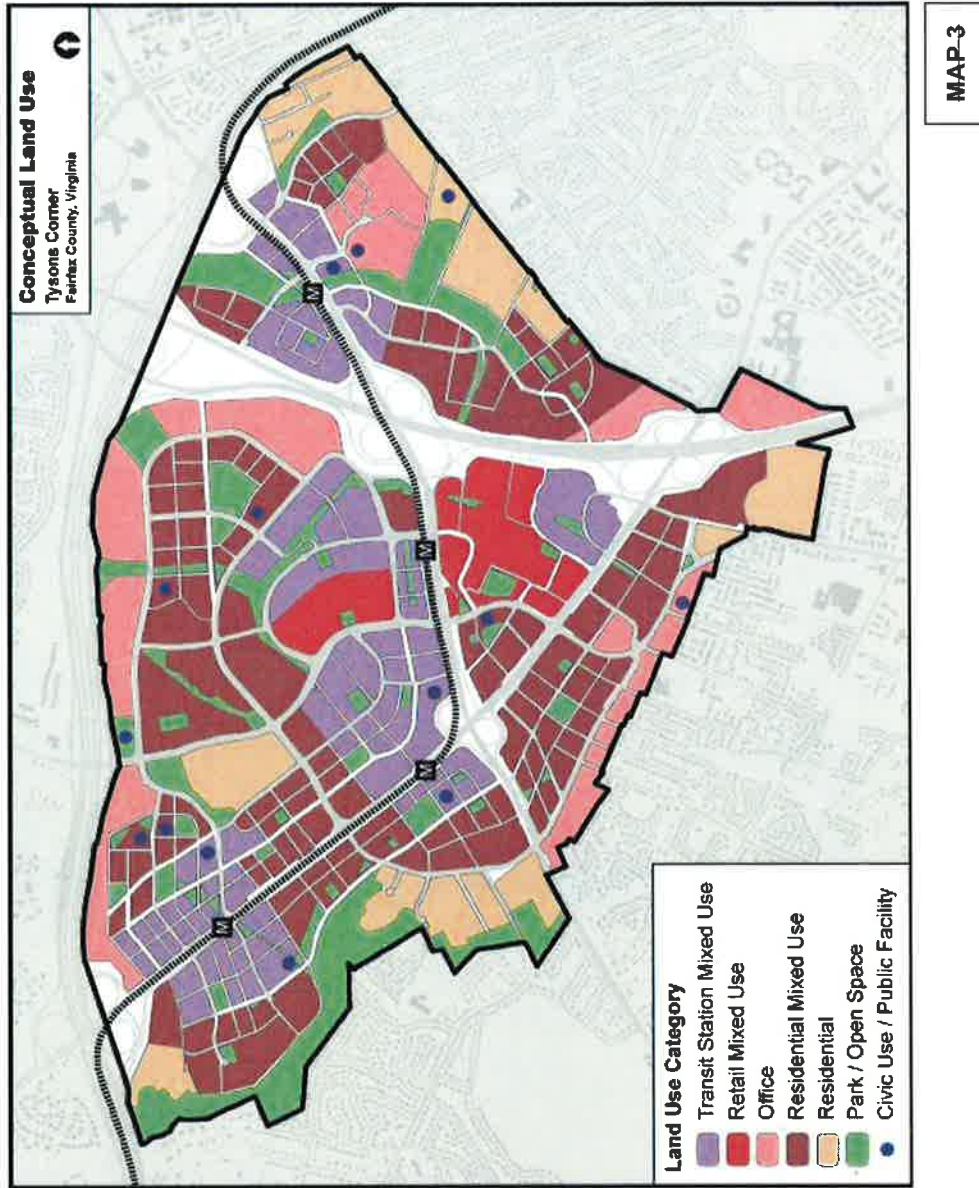 Conceptual Land Use
Tysons Corner
Fairfax County, Virginia
M
M
M
M
Land Use Category
Transit Station Mixed Use
Retail Mixed Use
Office
Residential Mixed Use
Residential
Park / Open Space
Civic Use / Public Facility
MAP-3